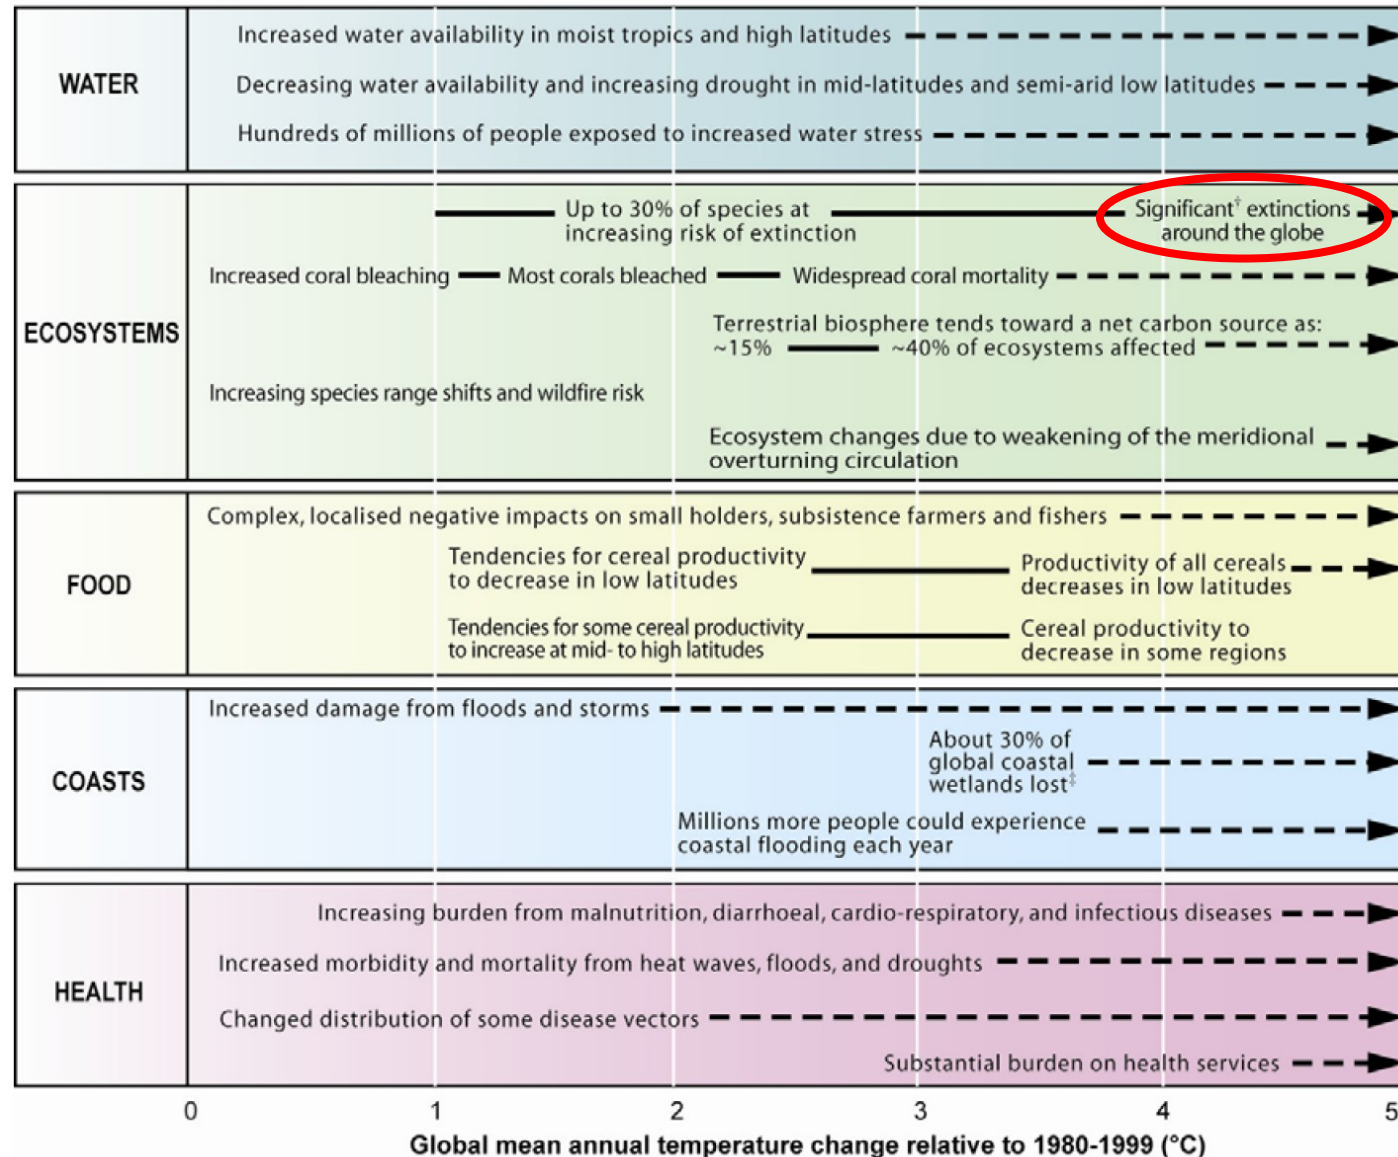 WATER
Increased water availability in moist tropics and high latitudes
Decreasing water availability and increasing drought in mid-latitudes and semi-arid low latitudes
Hundreds of millions of people exposed to increased water stress
ECOSYSTEMS
Up to 30% of species at
increasing risk of extinction
Significant† extinctions
around the globe
Increased coral bleaching
Most corals bleached
Widespread coral mortality
Terrestrial biosphere tends toward a net carbon source as:
~15%
~40% of ecosystems affected
Increasing species range shifts and wildfire risk
Ecosystem changes due to weakening of the meridional
overturning circulation
FOOD
Complex, localised negative impacts on small holders, subsistence farmers and fishers
Tendencies for cereal productivity
to decrease in low latitudes
Productivity of all cereals
decreases in low latitudes
Tendencies for some cereal productivity
to increase at mid- to high latitudes
Cereal productivity to
decrease in some regions
COASTS
Increased damage from floods and storms
About 30% of
global coastal
wetlands lost‡
Millions more people could experience
coastal flooding each year
HEALTH
Increasing burden from malnutrition, diarrhoeal, cardio-respiratory, and infectious diseases
Increased morbidity and mortality from heat waves, floods, and droughts
Changed distribution of some disease vectors
Substantial burden on health services
0 1 2 3 4 5
Global mean annual temperature change relative to 1980-1999 (°C)